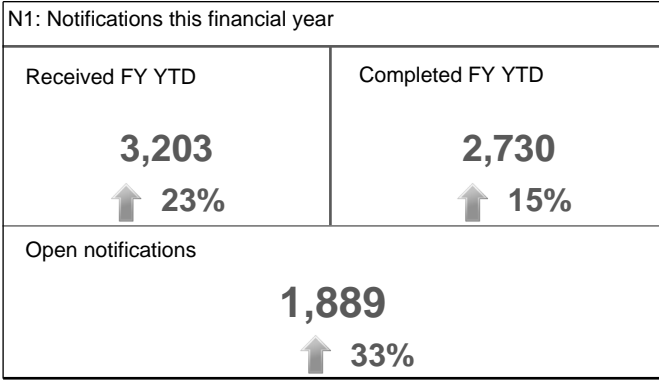 N1: Notifications this financial year
Received FY YTD
3,203
23%
Completed FY YTD
2,730
15%
Open notifications
1,889
33%